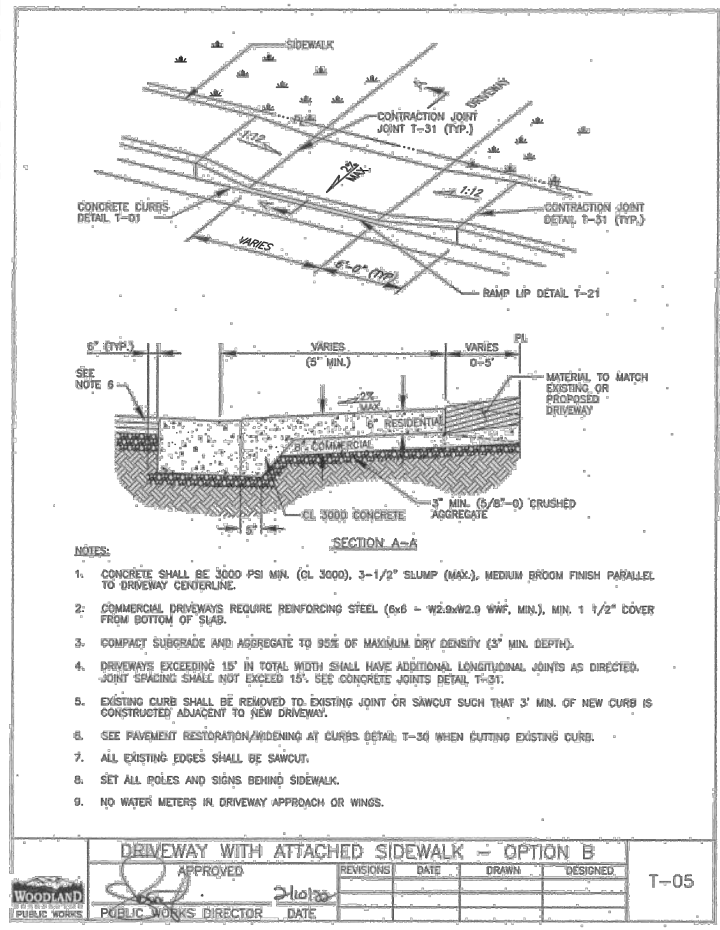 SIDEWALK
DRIVEWAY
A
CONTRACTION JOINT
JOINT T-31 (TYP.)
1:12
2%
MAX.
1:12
CONCRETE CURBS
DETAIL T-01
A
CONTRACTION JOINT
DETAIL T-31 (TYP.)
VARIES
6'-0" (TYP)
RAMP LIP DETAIL T-21
6" (TYP.)
VARIES
(5' MIN.)
VARIES
0-5'
PL
SEE
NOTE 6
2%
MAX
MATERIAL TO MATCH
EXISTING OR
PROPOSED
DRIVEWAY
6" RESIDENTIAL
8" COMMERCIAL
3" MIN. (5/8"-0) CRUSHED
AGGREGATE
CL 3000 CONCRETE
5"
SECTION A-A
NOTES:
1. CONCRETE SHALL BE 3000 PSI MIN. (CL 3000), 3-1/2" SLUMP (MAX.), MEDIUM BROOM FINISH PARALLEL
TO DRIVEWAY CENTERLINE.
2. COMMERCIAL DRIVEWAYS REQUIRE REINFORCING STEEL (6x6 - W2.9xW2.9 WWF, MIN.), MIN. 1 1/2" COVER
FROM BOTTOM OF SLAB.
3. COMPACT SUBGRADE AND AGGREGATE TO 95% OF MAXIMUM DRY DENSITY (3" MIN. DEPTH).
4. DRIVEWAYS EXCEEDING 15' IN TOTAL WIDTH SHALL HAVE ADDITIONAL LONGITUDINAL JOINTS AS DIRECTED.
JOINT SPACING SHALL NOT EXCEED 15'. SEE CONCRETE JOINTS DETAIL T-31.
5. EXISTING CURB SHALL BE REMOVED TO EXISTING JOINT OR SAWCUT SUCH THAT 3' MIN. OF NEW CURB IS
CONSTRUCTED ADJACENT TO NEW DRIVEWAY.
6. SEE PAVEMENT RESTORATION/WIDENING AT CURBS DETAIL T-30 WHEN CUTTING EXISTING CURB.
7. ALL EXISTING EDGES SHALL BE SAWCUT.
8. SET ALL POLES AND SIGNS BEHIND SIDEWALK.
9. NO WATER METERS IN DRIVEWAY APPROACH OR WINGS.
DRIVEWAY WITH ATTACHED SIDEWALK - OPTION B
APPROVED
REVISIONS DATE DRAWN DESIGNED
T-05
WOODLAND
PUBLIC WORKS
PUBLIC WORKS DIRECTOR DATE